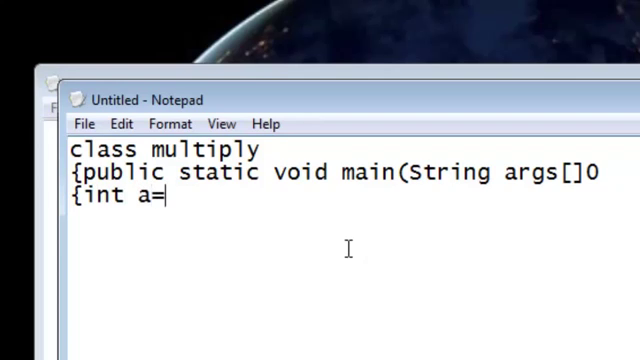 Untitled - Notepad
File Edit Format View Help
class multiply
{public static void main(String args[]0
{int a=